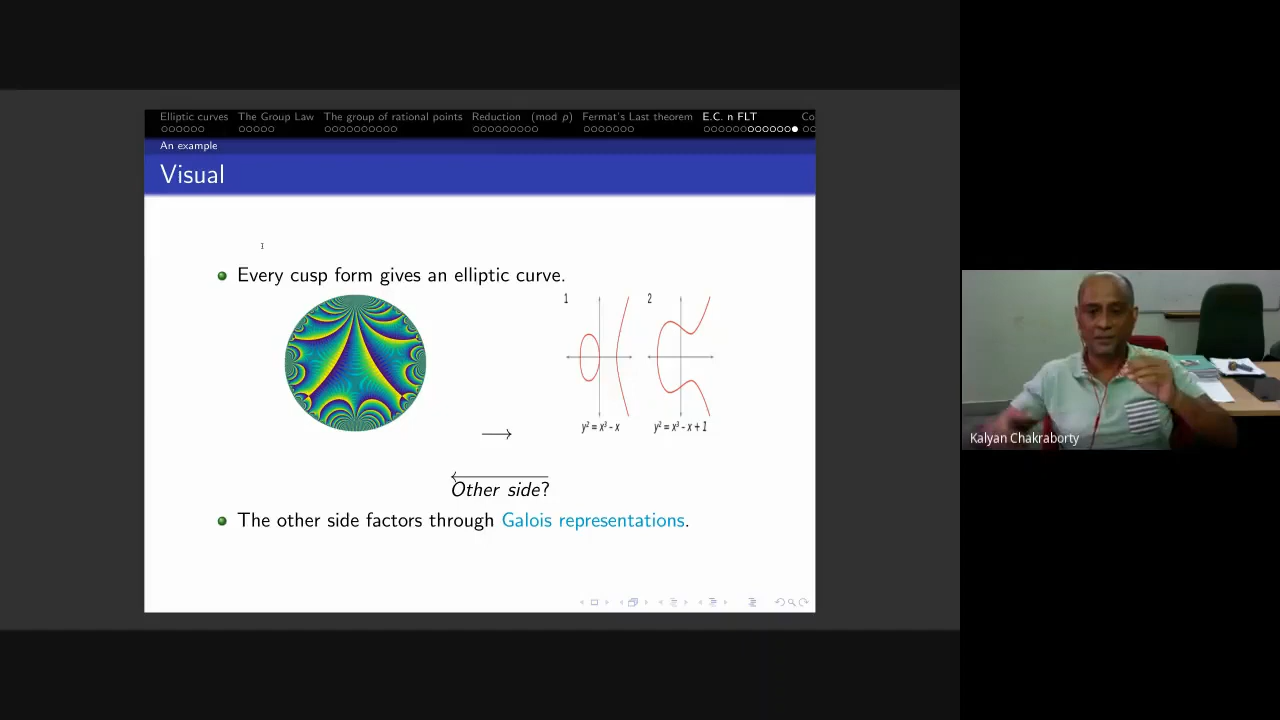 Elliptic curves The Group Law The group of rational points Reduction (mod p) Fermat's Last theorem E.C. n FLT Co
An example
Visual
Every cusp form gives an elliptic curve.
1 2
y² = x³ - x y² = x³ - x + 1
→
←
Other side?
The other side factors through Galois representations.
Kalyan Chakraborty